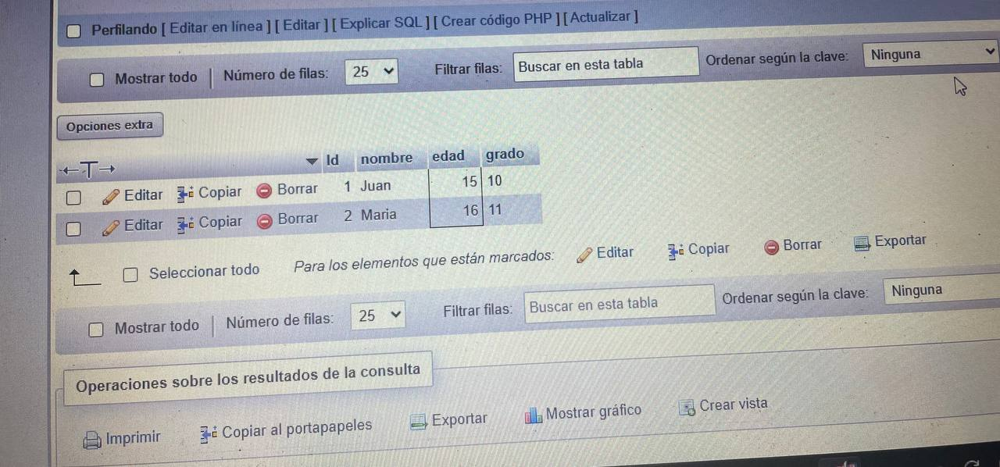 Perfilando [ Editar en línea ] [ Editar ] [ Explicar SQL ] [ Crear código PHP ] [ Actualizar ]
Mostrar todo | Número de filas: 25 Filtrar filas: Buscar en esta tabla Ordenar según la clave: Ninguna
Opciones extra
←T→ Id nombre edad grado
Editar Copiar Borrar 1 Juan 15 10
Editar Copiar Borrar 2 Maria 16 11
Seleccionar todo Para los elementos que están marcados: Editar Copiar Borrar Exportar
Mostrar todo | Número de filas: 25 Filtrar filas: Buscar en esta tabla Ordenar según la clave: Ninguna
Operaciones sobre los resultados de la consulta
Imprimir Copiar al portapapeles Exportar Mostrar gráfico Crear vista